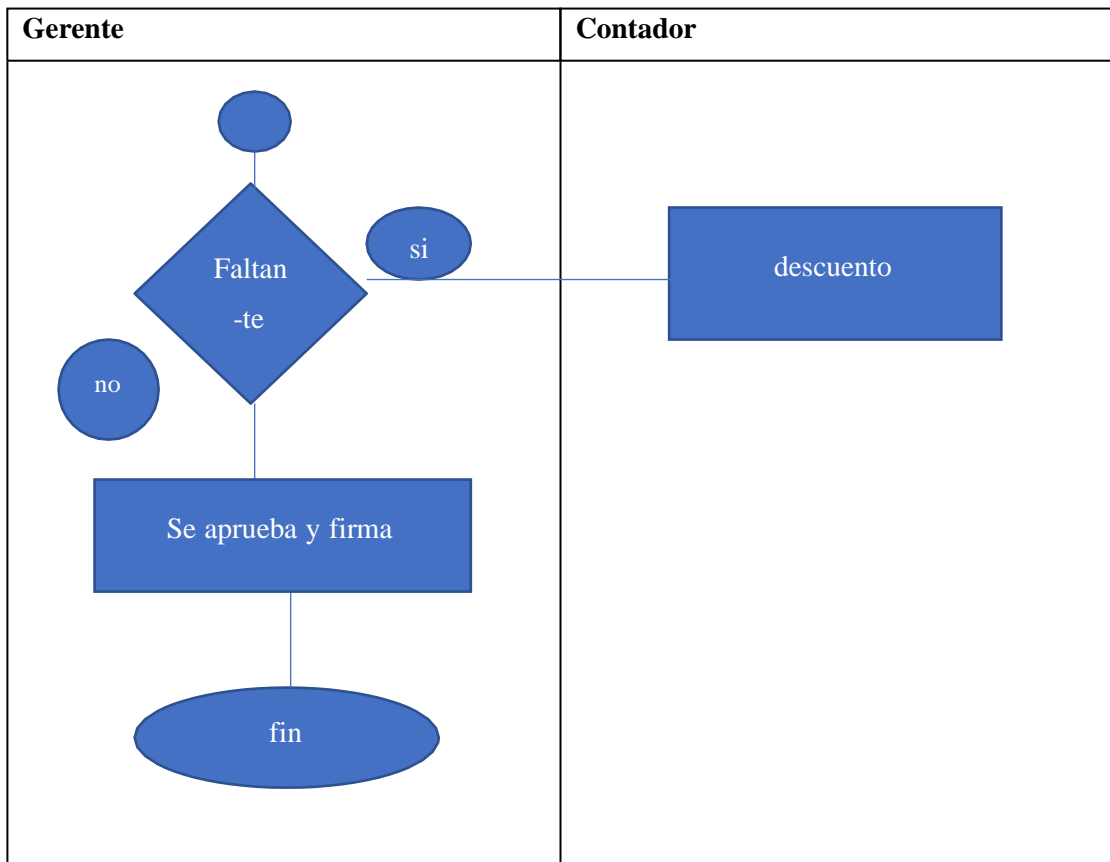 Gerente
Contador
si
Faltan
-te
descuento
no
Se aprueba y firma
fin